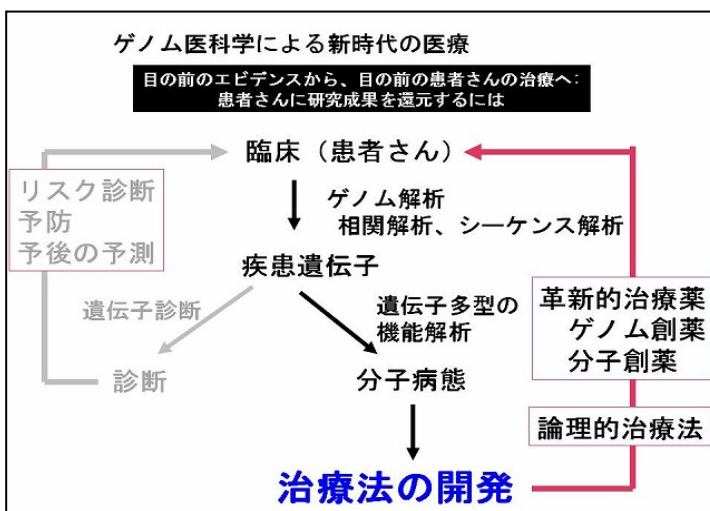 ゲノム医科学による新時代の医療
目の前のエビデンスから、目の前の患者さんの治療へ:
患者さんに研究成果を還元するには
臨床（患者さん）
リスク診断
予防
予後の予測
ゲノム解析
相関解析、シーケンス解析
疾患遺伝子
遺伝子診断
遺伝子多型の
機能解析
革新的治療薬
ゲノム創薬
分子創薬
診断
分子病態
論理的治療法
治療法の開発